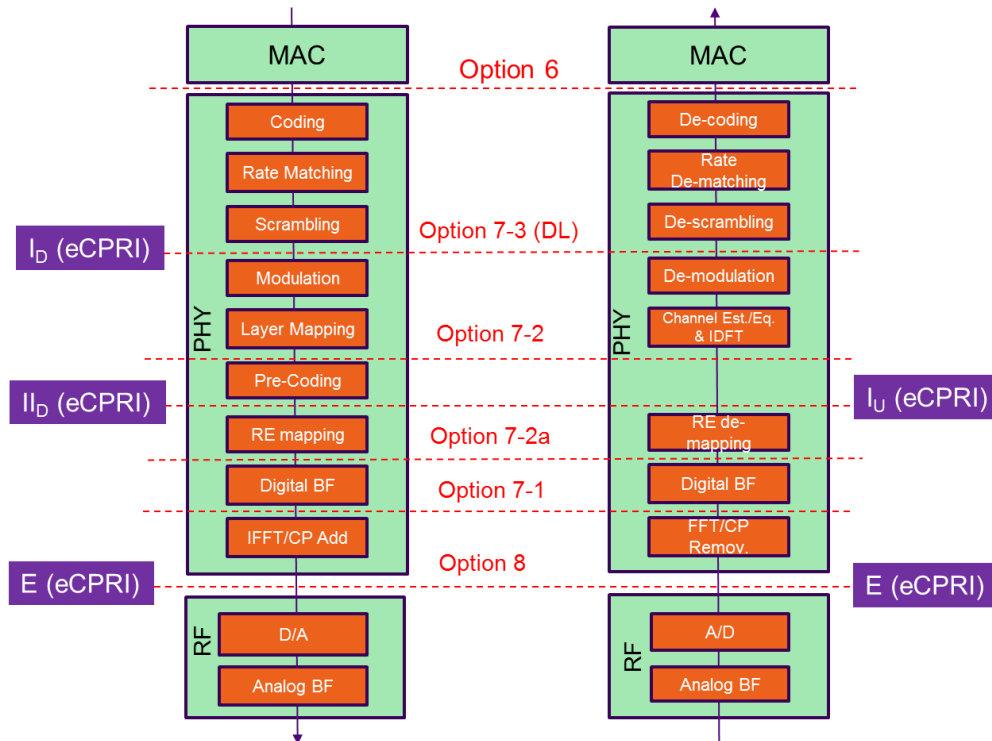 MAC
MAC
Option 6
Coding
De-coding
Rate Matching
Rate
De-matching
Scrambling
De-scrambling
Option 7-3 (DL)
I_D (eCPRI)
Modulation
De-modulation
PHY
PHY
Layer Mapping
Channel Est./Eq.
& IDFT
Option 7-2
Pre-Coding
II_D (eCPRI)
I_U (eCPRI)
RE mapping
RE de-
mapping
Option 7-2a
Digital BF
Digital BF
Option 7-1
IFFT/CP Add
FFT/CP
Remov.
Option 8
E (eCPRI)
E (eCPRI)
RF
RF
D/A
A/D
Analog BF
Analog BF